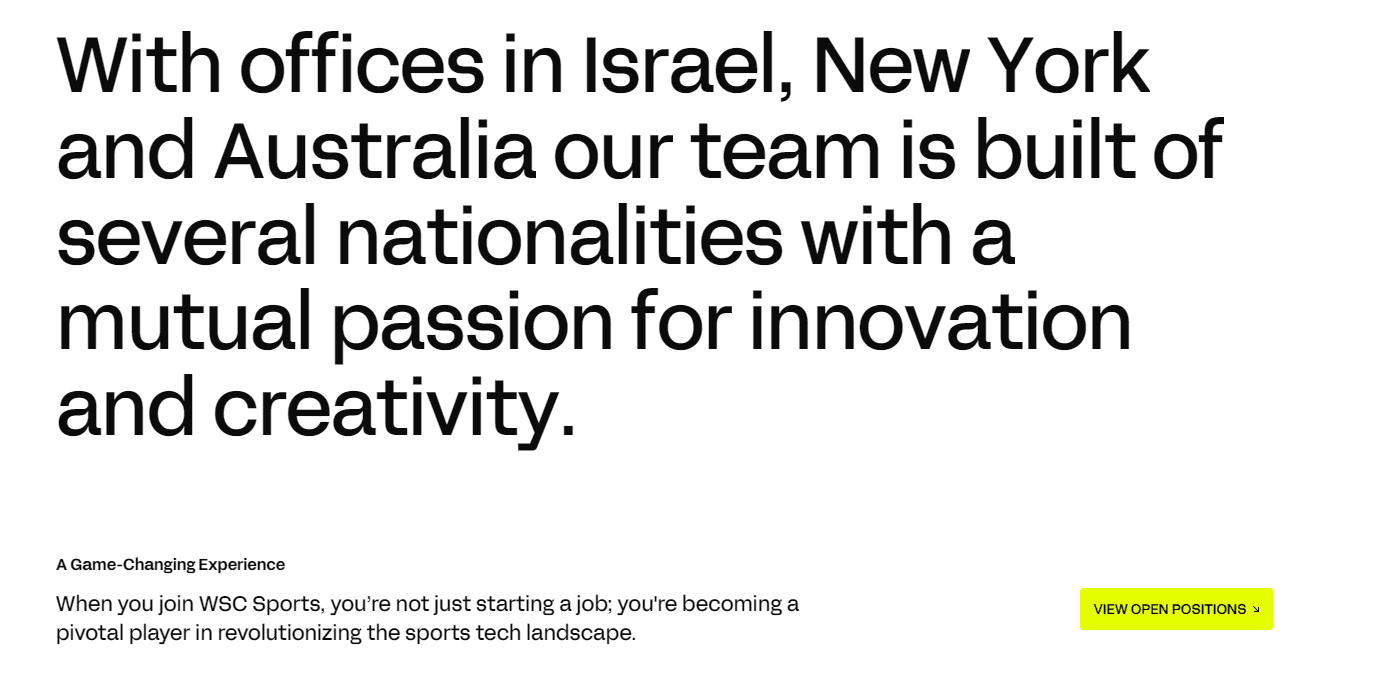 With offices in Israel, New York
and Australia our team is built of
several nationalities with a
mutual passion for innovation
and creativity.
A Game-Changing Experience
When you join WSC Sports, you’re not just starting a job; you're becoming a
pivotal player in revolutionizing the sports tech landscape.
VIEW OPEN POSITIONS ↘